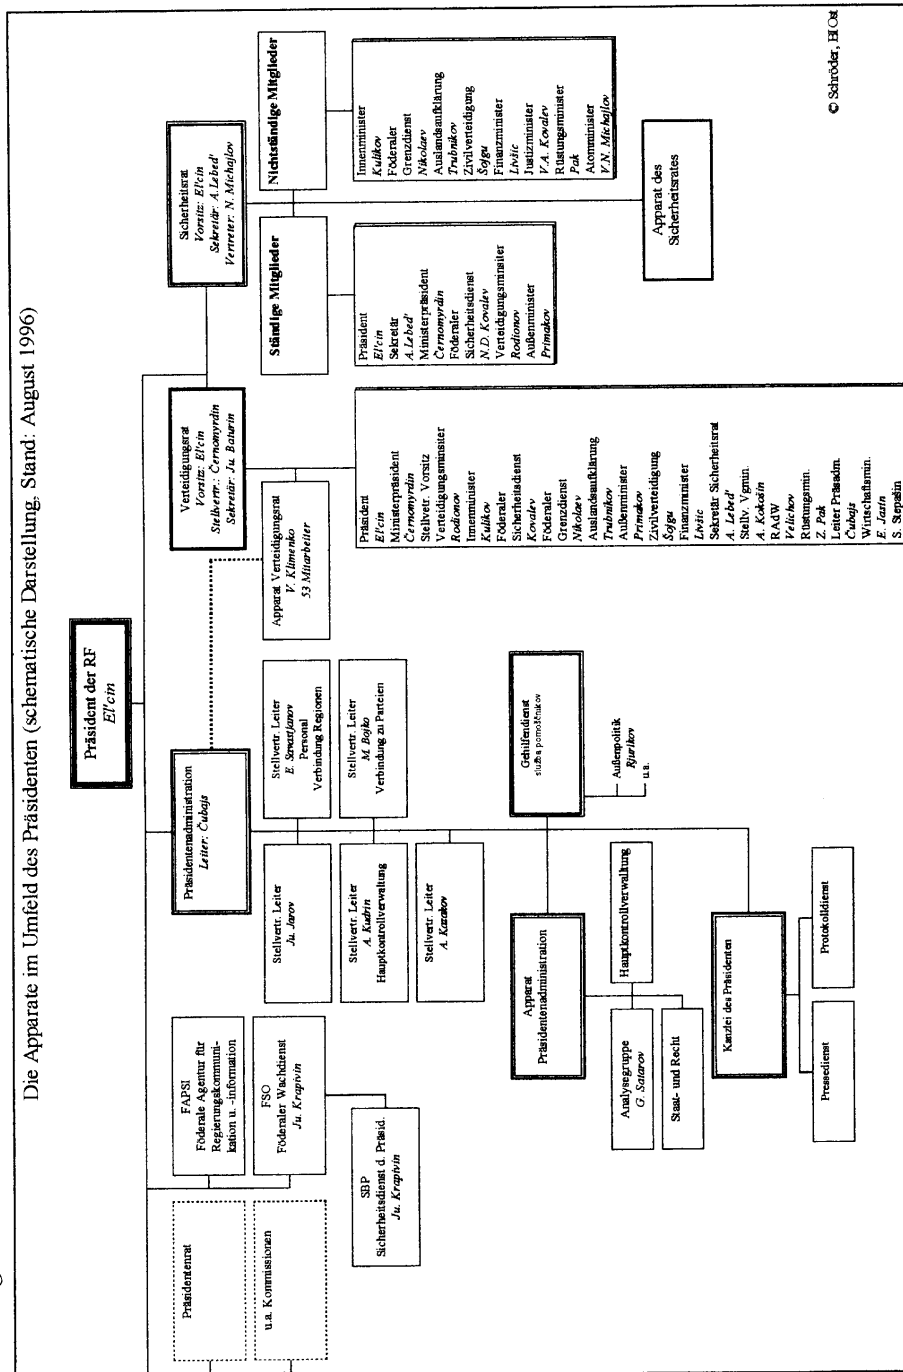 Die Apparate im Umfeld des Präsidenten (schematische Darstellung, Stand: August 1996)
Präsident der RF
El'cin
Präsidentenrat
u.a. Kommissionen
FAPSI
Föderale Agentur für
Regierungskommuni-
kation u. -information
FSO
Föderaler Wachdienst
Ju. Krapivin
SBP
Sicherheitsdienst d. Präsid.
Ju. Krapivin
Präsidentenadministration
Leiter: Čubajs
Stellvertr. Leiter
Ju. Jarov
Stellvertr. Leiter
A. Kudrin
Hauptkontrollverwaltung
Stellvertr. Leiter
A. Kazakov
Stellvertr. Leiter
E.
Personal
Verbindung Regionen
Stellvertr. Leiter
M. Bojko
Verbindung zu Parteien
Apparat
Präsidentenadministration
Analysegruppe
G. Satarov
Staat- und Recht
Hauptkontrollverwaltung
Kanzlei des Präsidenten
Pressedienst
Protokolldienst
Gehilfendienst
služba pomoščnikov
Außenpolitik
Rjurikov
u.a.
Verteidigungsrat
Vorsitz: El'cin
Stellvertr.: Černomyrdin
Sekretär: Ju. Baturin
Apparat Verteidigungsrat
V. Klimenko
53 Mitarbeiter
Präsident
El'cin
Ministerpräsident
Černomyrdin
Stellvetr. Vorsitz
Verteidigungsminsiter
Rodionov
Innenminister
Kulikov
Föderaler
Sicherheitsdienst
Kovalev
Föderaler
Grenzdienst
Nikolaev
Auslandsaufklärung
Trubnikov
Außenminister
Primakov
Zivilverteidigung
Šojgu
Finanzminister
Livšic
Sekretär Sicherheitsrat
A. Lebed'
Stellv. Vgmin.
A. Kokošin
RAdW
Velichov
Rüstungsmin.
Z. Pak
Leiter Präsadm.
Čubajs
Wirtschaftsmin.
E. Jasin
S. Stepašin
Sicherheitsrat
Vorsitz: El'cin
Sekretär: A. Lebed'
Vertreter: N. Michajlov
Ständige Mitglieder
Nichtständige Mitglieder
Präsident
El'cin
Sekretär
A. Lebed'
Ministerpräsident
Černomyrdin
Föderaler
Sicherheitsdienst
N.D. Kovalev
Verteidigungsminsiter
Rodionov
Außenminister
Primakov
Innenminister
Kulikov
Föderaler
Grenzdienst
Nikolaev
Auslandsaufklärung
Trubnikov
Zivilverteidigung
Šojgu
Finanzminister
Livšic
Justizminister
V.A. Kovalev
Rüstungsminister
Pak
Atomminister
V.N. Michajlov
Apparat des
Sicherheitsrates
© Schröder, BIOst